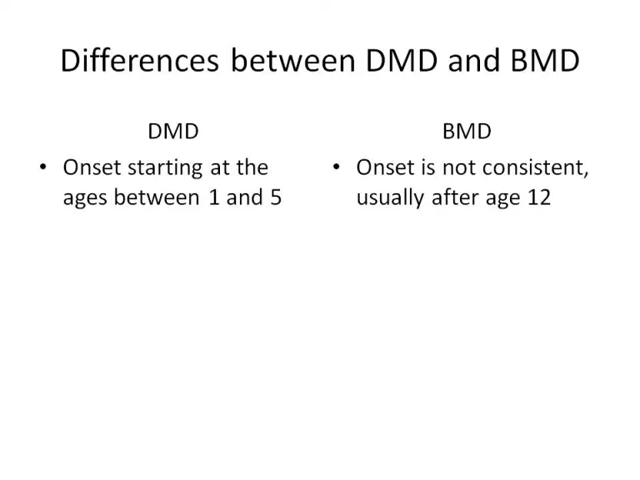 Differences between DMD and BMD
DMD
• Onset starting at the
ages between 1 and 5
BMD
• Onset is not consistent,
usually after age 12